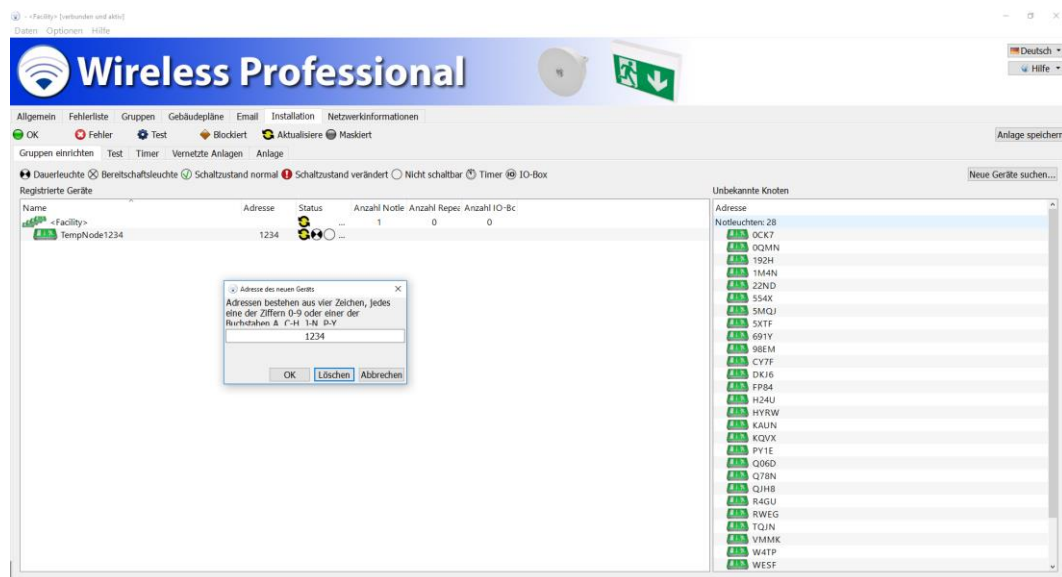 - <Facility> [verbunden und aktiv]
Daten Optionen Hilfe
Wireless Professional
Deutsch
Hilfe
Allgemein Fehlerliste Gruppen Gebäudepläne Email Installation Netzwerkinformationen
OK Fehler Test Blockiert Aktualisiere Maskiert
Anlage speichern
Gruppen einrichten Test Timer Vernetzte Anlagen Anlage
Dauerleuchte Bereitschaftsleuchte Schaltzustand normal Schaltzustand verändert Nicht schaltbar Timer IO-Box
Neue Geräte suchen...
Registrierte Geräte
Name Adresse Status Anzahl Notle Anzahl Repea Anzahl IO-Bc
<Facility> ... 1 0 0
TempNode1234 1234 ...
Adresse des neuen Geräts
Adressen bestehen aus vier Zeichen, jedes
eine der Ziffern 0-9 oder einer der
Buchstaben A, C-H, J-N, P-Y
1234
OK Löschen Abbrechen
Unbekannte Knoten
Adresse
Notleuchten: 28
0CK7
0QMN
192H
1M4N
22ND
554X
5MQJ
5XTF
691Y
98EM
CY7F
DKJ6
FP84
H24U
HYRW
KAUN
KQVX
PY1E
Q06D
Q78N
QJH8
R4GU
RWEG
TQJN
VMMK
W4TP
WESF